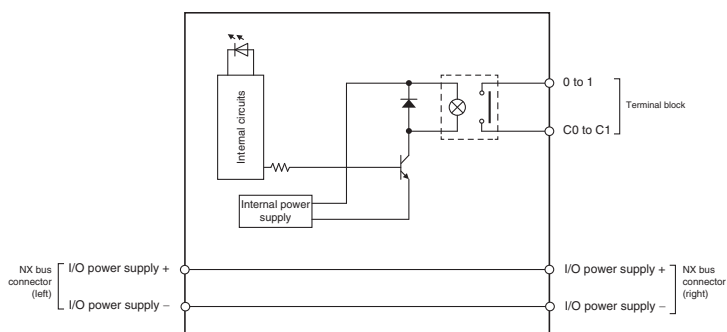 Internal circuits
0 to 1
Terminal block
C0 to C1
Internal power
supply
NX bus
connector
(left)
I/O power supply +
I/O power supply –
I/O power supply +
I/O power supply –
NX bus
connector
(right)